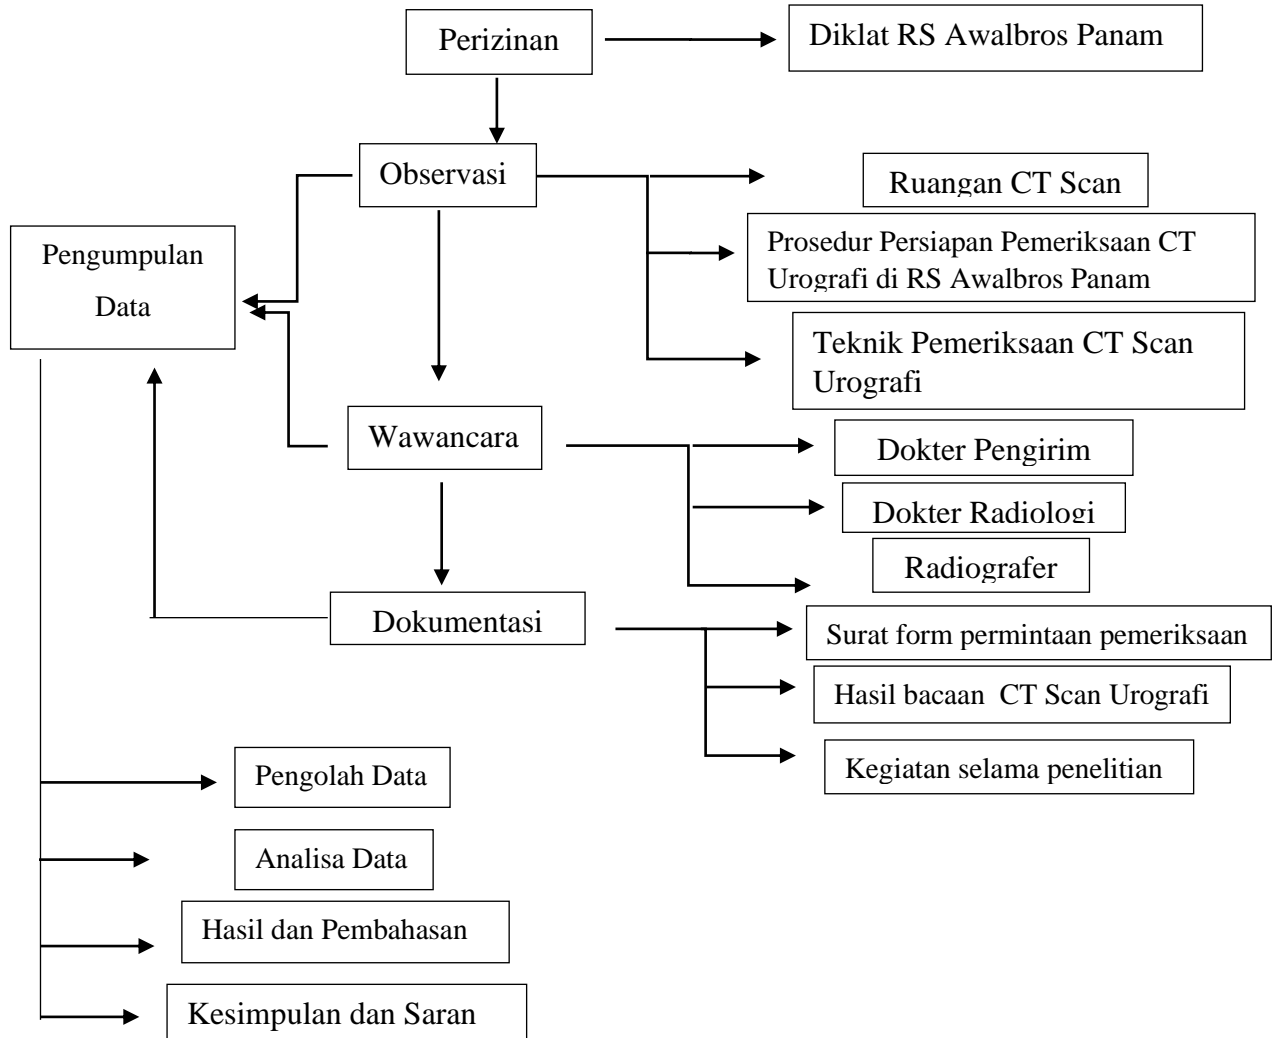 Perizinan
Diklat RS Awalbros Panam
Observasi
Ruangan CT Scan
Pengumpulan
Data
Prosedur Persiapan Pemeriksaan CT
Urografi di RS Awalbros Panam
Teknik Pemeriksaan CT Scan
Urografi
Wawancara
Dokter Pengirim
Dokter Radiologi
Radiografer
Dokumentasi
Surat form permintaan pemeriksaan
Hasil bacaan  CT Scan Urografi
Kegiatan selama penelitian
Pengolah Data
Analisa Data
Hasil dan Pembahasan
Kesimpulan dan Saran